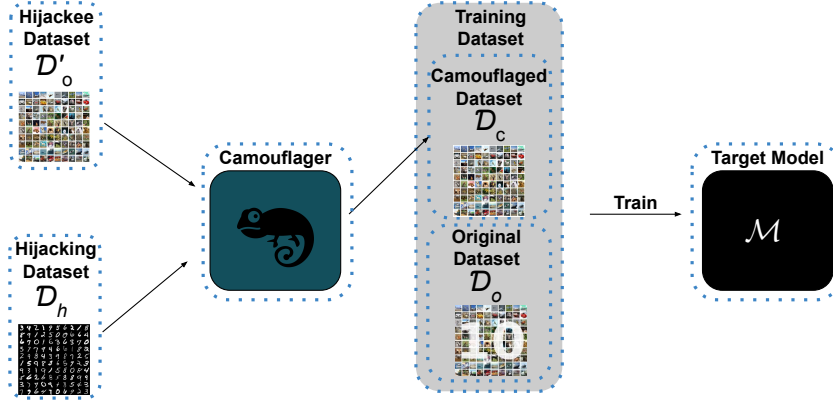 Hijackee
Dataset
D'o
Camouflager
Hijacking
Dataset
Dh
Training
Dataset
Camouflaged
Dataset
Dc
Original
Dataset
Do
10
Train
Target Model
M